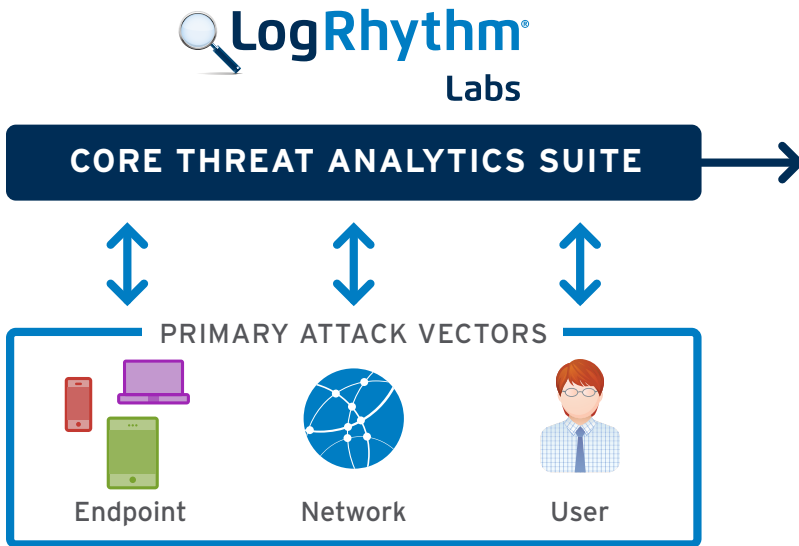 LogRhythm®
Labs
CORE THREAT ANALYTICS SUITE
PRIMARY ATTACK VECTORS
Endpoint Network User